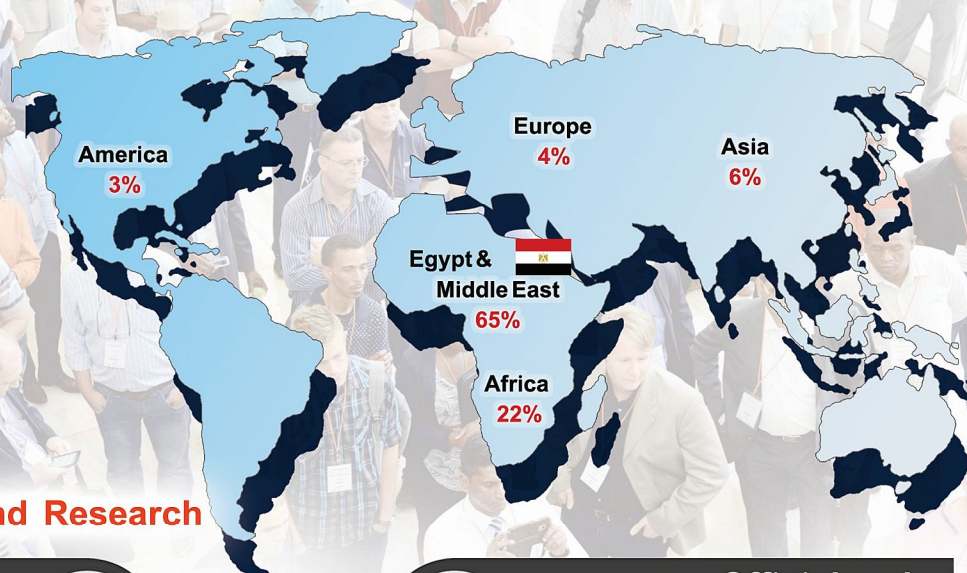 Europe
4%
Asia
6%
America
3%
Egypt &
Middle East
65%
Africa
22%
nd Research